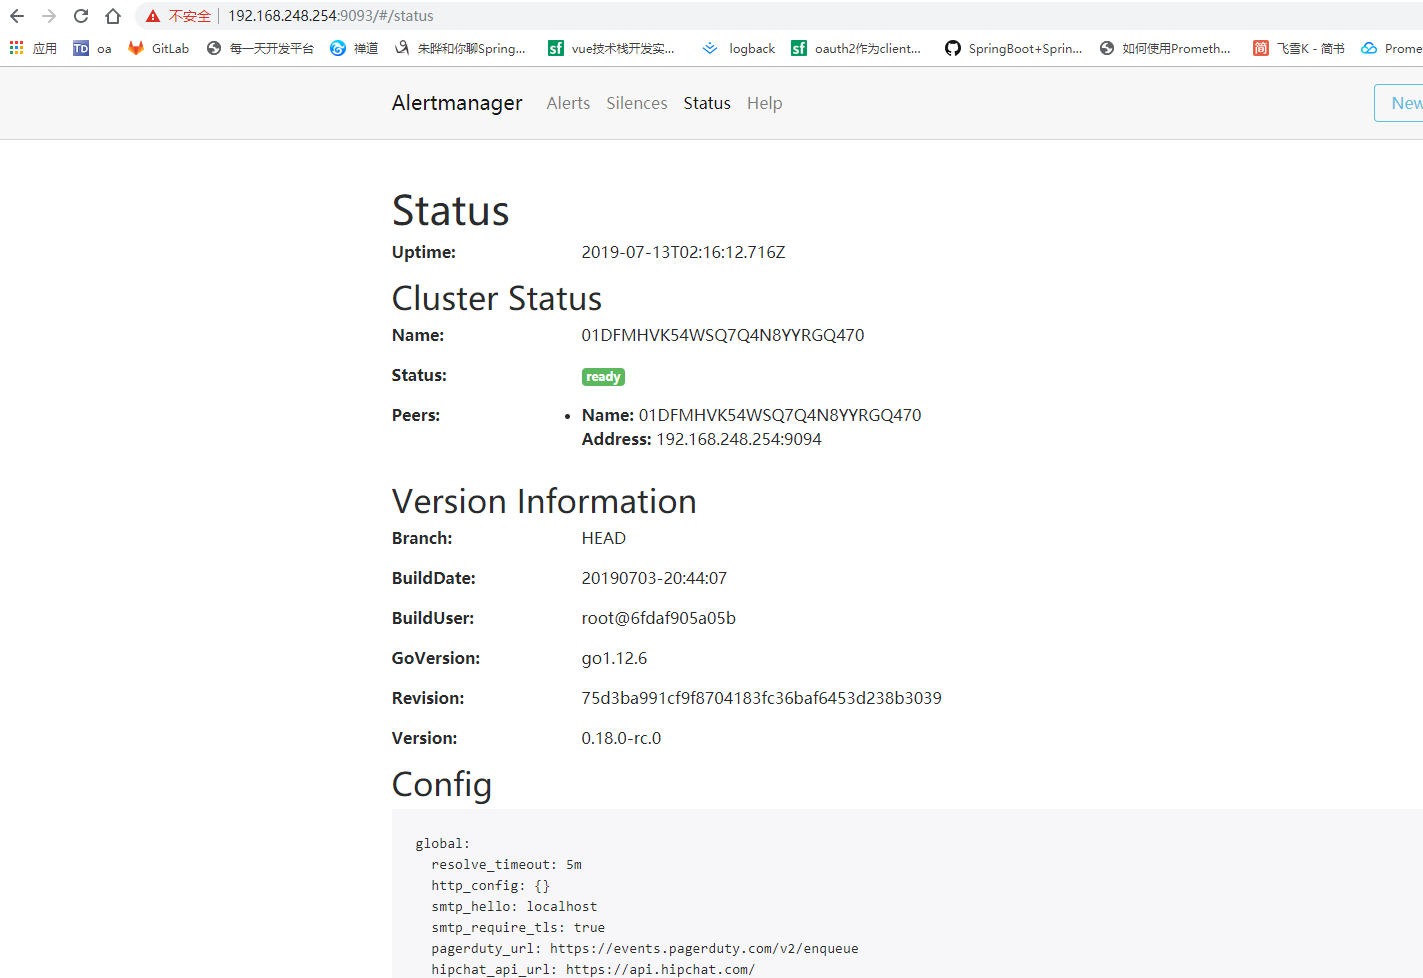 不安全 192.168.248.254:9093/#/status
应用 TD oa GitLab 每一天开发平台 禅道 朱晔和你聊Spring... sf vue技术栈开发实... logback sf oauth2作为client... SpringBoot+Sprin... 如何使用Prometh... 简 飞雪K - 简书 Prome
Alertmanager Alerts Silences Status Help New
Status
Uptime: 2019-07-13T02:16:12.716Z
Cluster Status
Name: 01DFMHVK54WSQ7Q4N8YYRGQ470
Status: ready
Peers: • Name: 01DFMHVK54WSQ7Q4N8YYRGQ470
Address: 192.168.248.254:9094
Version Information
Branch: HEAD
BuildDate: 20190703-20:44:07
BuildUser: root@6fdaf905a05b
GoVersion: go1.12.6
Revision: 75d3ba991cf9f8704183fc36baf6453d238b3039
Version: 0.18.0-rc.0
Config
global:
resolve_timeout: 5m
http_config: {}
smtp_hello: localhost
smtp_require_tls: true
pagerduty_url: https://events.pagerduty.com/v2/enqueue
hipchat_api_url: https://api.hipchat.com/